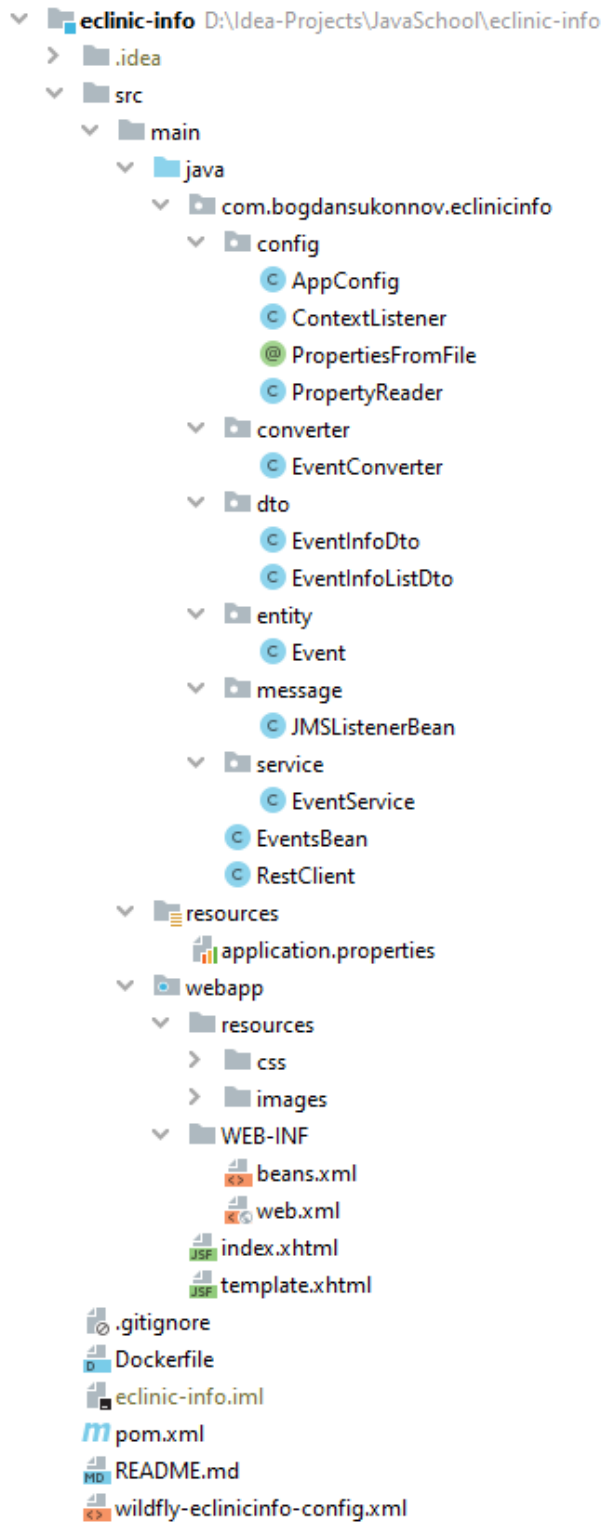 eclinic-info D:\Idea-Projects\JavaSchool\eclinic-info
.idea
src
main
java
com.bogdansukonnov.eclinicinfo
config
C AppConfig
C ContextListener
@ PropertiesFromFile
C PropertyReader
converter
C EventConverter
dto
C EventInfoDto
C EventInfoListDto
entity
C Event
message
C JMSListenerBean
service
C EventService
C EventsBean
C RestClient
resources
application.properties
webapp
resources
css
images
WEB-INF
<> beans.xml
<> web.xml
JSF index.xhtml
JSF template.xhtml
.gitignore
D Dockerfile
eclinic-info.iml
m pom.xml
MD README.md
<> wildfly-eclinicinfo-config.xml